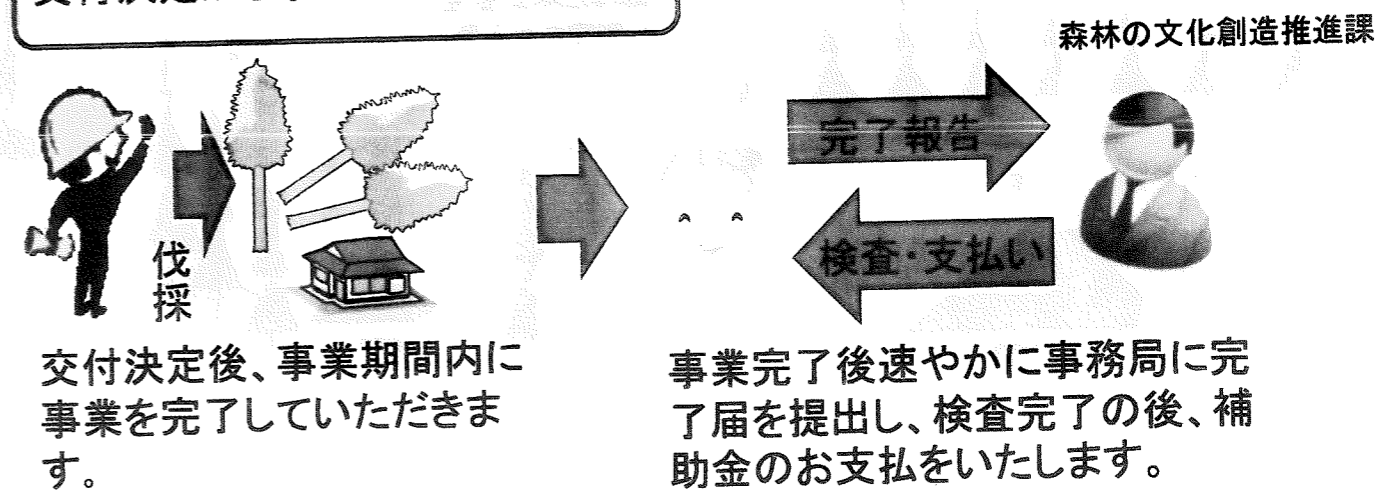 森林の文化創造推進課
伐
採
完了報告
検査・支払い
交付決定後、事業期間内に
事業を完了していただきま
す。
事業完了後速やかに事務局に完
了届を提出し、検査完了の後、補
助金のお支払をいたします。